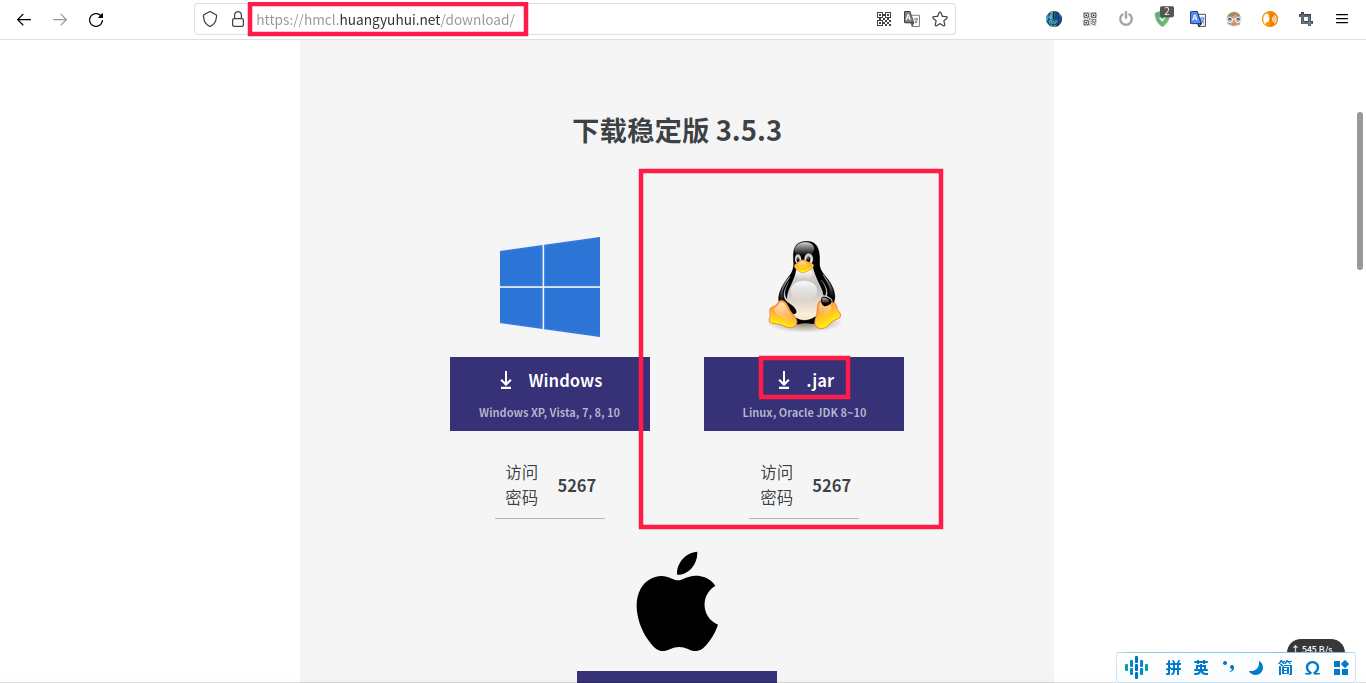 https://hmcl.huangyuhui.net/download/
2
下载稳定版 3.5.3
Windows
Windows XP, Vista, 7, 8, 10
.jar
Linux, Oracle JDK 8~10
访问
密码
5267
访问
密码
5267
↑ 545 B/s
拼 英 简